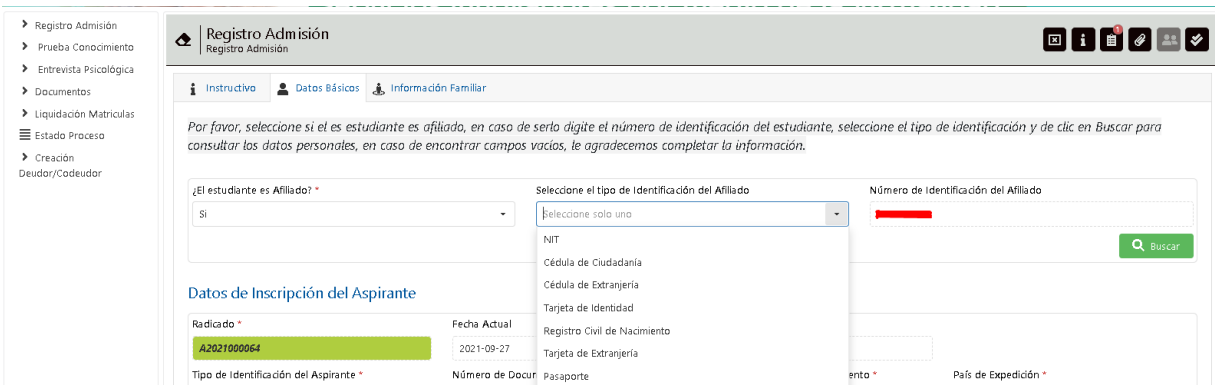 Registro Admisión
Prueba Conocimiento
Entrevista Psicológica
Documentos
Liquidación Matriculas
Estado Proceso
Creación
Deudor/Codeudor
Registro Admisión
Registro Admisión
1
Instructivo
Datos Básicos
Información Familiar
Por favor, seleccione si el es estudiante es afiliado, en caso de serlo digite el número de identificación del estudiante, seleccione el tipo de identificación y de clic en Buscar para
consultar los datos personales, en caso de encontrar campos vacíos, le agradecemos completar la información.
¿El estudiante es Afiliado? *
Si
Seleccione el tipo de Identificación del Afiliado
Seleccione solo uno
Número de Identificación del Afiliado
Buscar
NIT
Cédula de Ciudadanía
Cédula de Extranjería
Tarjeta de Identidad
Registro Civil de Nacimiento
Tarjeta de Extranjería
Pasaporte
Datos de Inscripción del Aspirante
Radicado *
A2021000064
Fecha Actual
2021-09-27
Tipo de Identificación del Aspirante *
Número de Docum
ento *
País de Expedición *